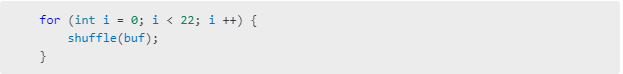 for (int i = 0; i < 22; i ++) {
    shuffle(buf);
}